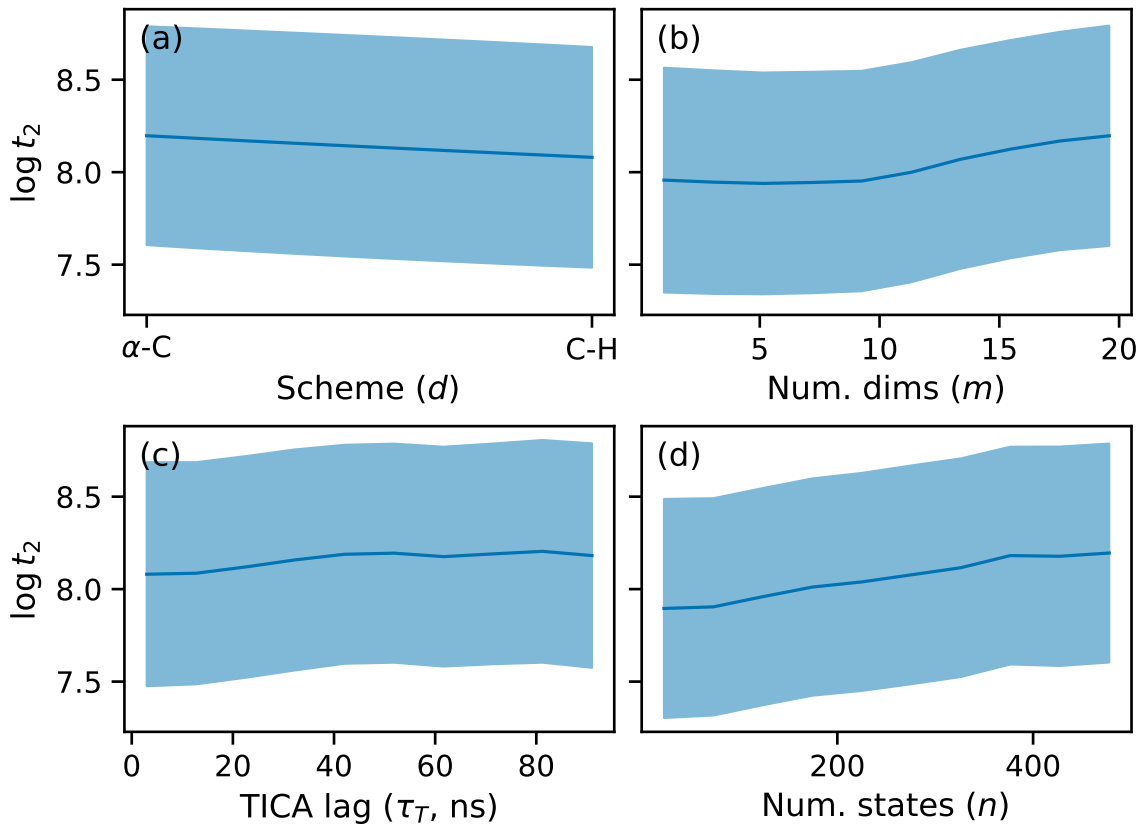 (a)
log t₂
8.5
8.0
7.5
α-C
C-H
Scheme (d)
(b)
5
10
15
20
Num. dims (m)
(c)
log t₂
8.5
8.0
7.5
0
20
40
60
80
TICA lag (τ_T, ns)
(d)
200
400
Num. states (n)